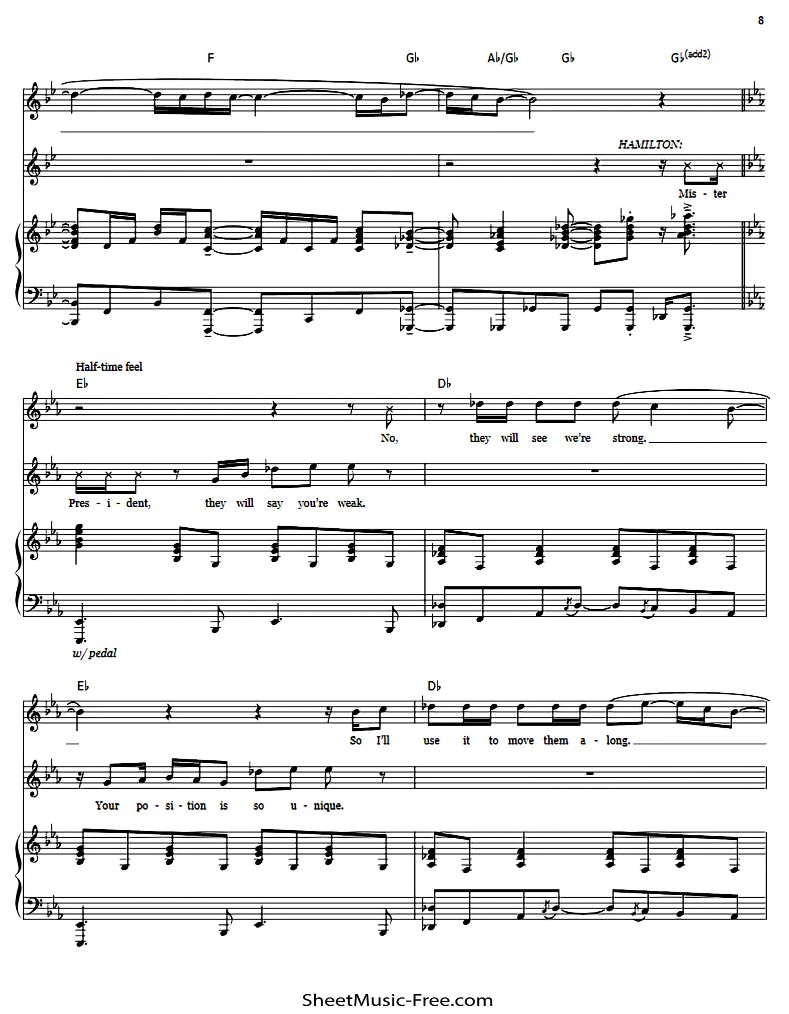 8
F G♭ A♭/G♭ G♭ G♭(add2)
HAMILTON:
Mis - ter
Half-time feel
E♭ D♭
No, they will see we're strong.
Pres - i - dent, they will say you're weak.
w/ pedal
E♭ D♭
So I'll use it to move them a - long.
Your po - si - tion is so u - nique.
SheetMusic-Free.com